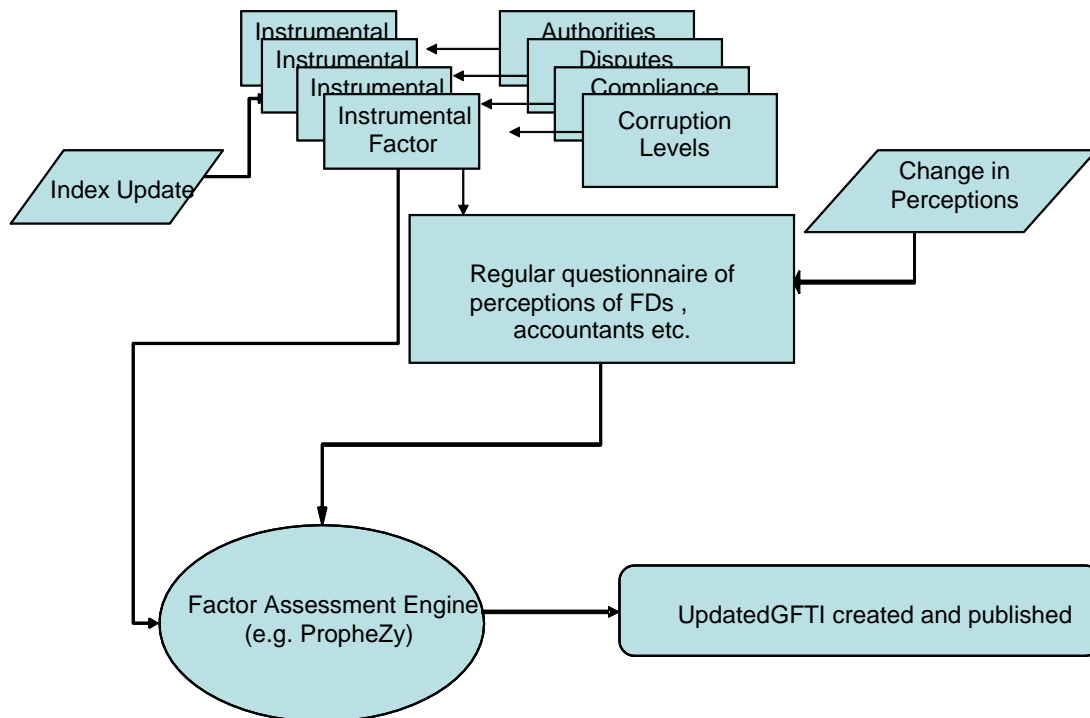 Instrumental
Instrumental
Instrumental
Instrumental
Factor
Authorities
Disputes
Compliance
Corruption
Levels
Index Update
Change in
Perceptions
Regular questionnaire of
perceptions of FDs ,
accountants etc.
Factor Assessment Engine
(e.g. PropheZy)
UpdatedGFTI created and published